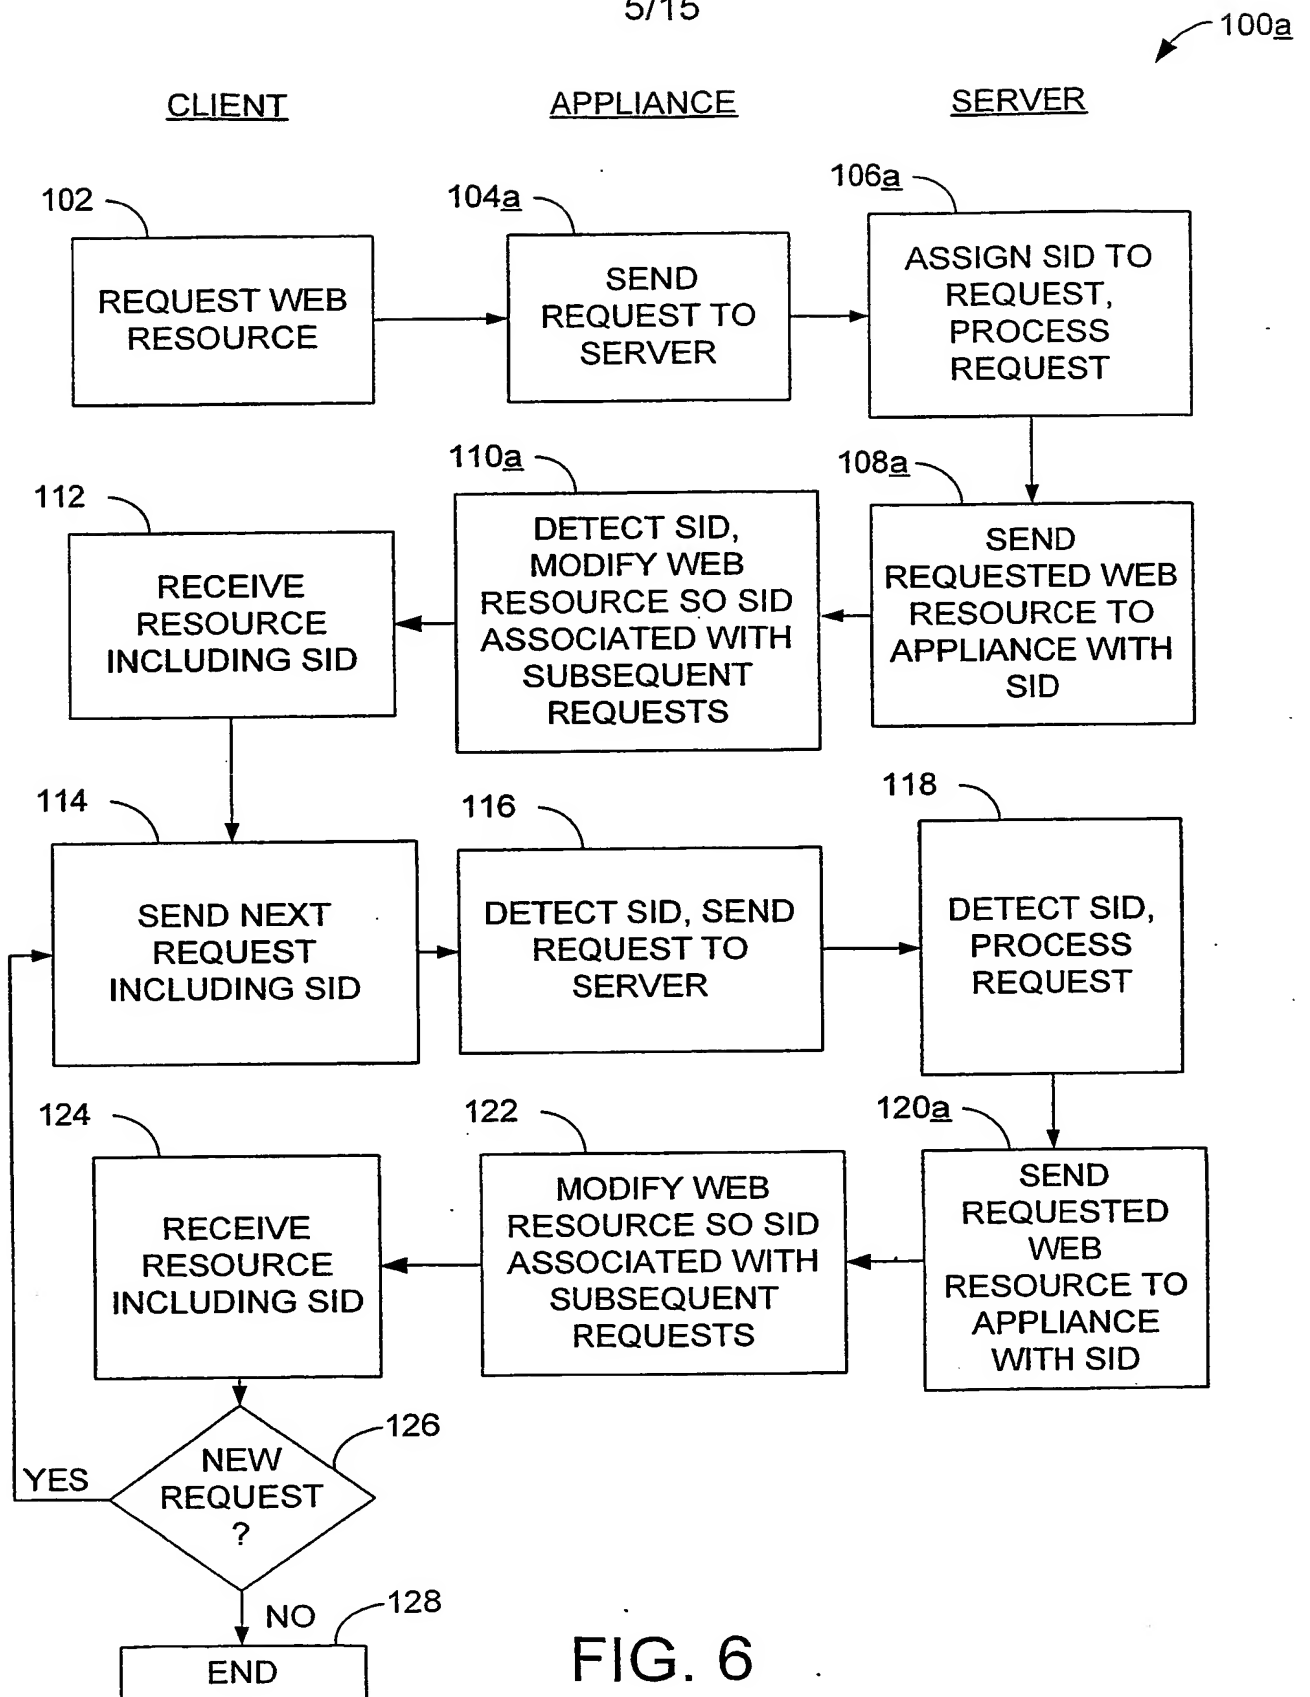 5/15
100a
CLIENT
APPLIANCE
SERVER
102
REQUEST WEB
RESOURCE
104a
SEND
REQUEST TO
SERVER
106a
ASSIGN SID TO
REQUEST,
PROCESS
REQUEST
108a
SEND
REQUESTED WEB
RESOURCE TO
APPLIANCE WITH
SID
110a
DETECT SID,
MODIFY WEB
RESOURCE SO SID
ASSOCIATED WITH
SUBSEQUENT
REQUESTS
112
RECEIVE
RESOURCE
INCLUDING SID
114
SEND NEXT
REQUEST
INCLUDING SID
116
DETECT SID, SEND
REQUEST TO
SERVER
118
DETECT SID,
PROCESS
REQUEST
120a
SEND
REQUESTED
WEB
RESOURCE TO
APPLIANCE
WITH SID
122
MODIFY WEB
RESOURCE SO SID
ASSOCIATED WITH
SUBSEQUENT
REQUESTS
124
RECEIVE
RESOURCE
INCLUDING SID
126
NEW
REQUEST
?
YES
NO
128
END
FIG. 6